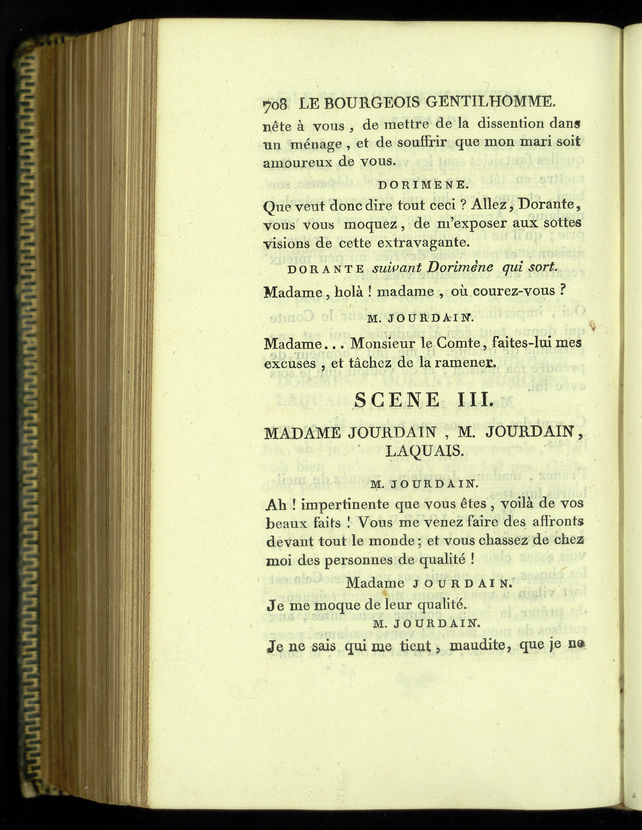 708 LE BOURGEOIS GENTILHOMME.
nête à vous , de mettre de la dissention dans
un ménage , et de souffrir que mon mari soit
amoureux de vous.
DORIMENE.
Que veut donc dire tout ceci ? Allez, Dorante,
vous vous moquez, de m'exposer aux sottes
visions de cette extravagante.
DORANTE suivant Dorimène qui sort.
Madame, holà ! madame , où courez-vous ?
M. JOURDAIN.
Madame... Monsieur le Comte, faites-lui mes
excuses , et tâchez de la ramener.
SCENE III.
MADAME JOURDAIN , M. JOURDAIN,
LAQUAIS.
M. JOURDAIN.
Ah ! impertinente que vous êtes , voilà de vos
beaux faits ! Vous me venez faire des affronts
devant tout le monde ; et vous chassez de chez
moi des personnes de qualité !
Madame JOURDAIN.
Je me moque de leur qualité.
M. JOURDAIN.
Je ne sais qui me tient , maudite, que je ne